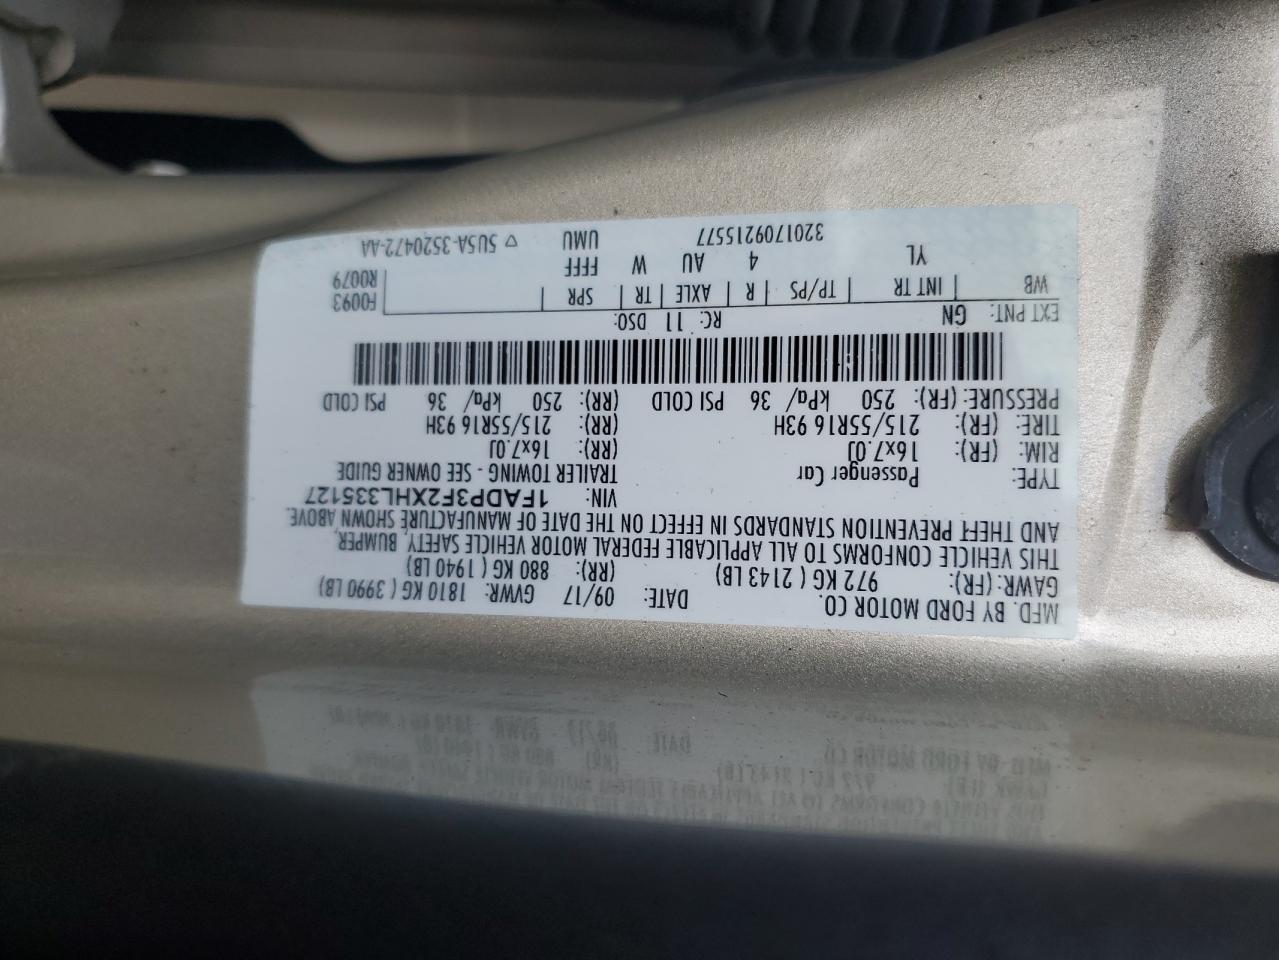 MFD. BY FORD MOTOR CO. DATE: 09/17 GVWR: 1810 KG ( 3990 LB)
GAWR: (FR): 972 KG ( 2143 LB) (RR): 880 KG ( 1940 LB)
THIS VEHICLE CONFORMS TO ALL APPLICABLE FEDERAL MOTOR VEHICLE SAFETY, BUMPER,
AND THEFT PREVENTION STANDARDS IN EFFECT ON THE DATE OF MANUFACTURE SHOWN ABOVE.
VIN: 1FADP3F2XHL335127
TYPE: Passenger Car TRAILER TOWING - SEE OWNER GUIDE
RIM: (FR): 16x7.0J (RR): 16x7.0J
TIRE: (FR): 215/55R16 93H (RR): 215/55R16 93H
PRESSURE: (FR): 250 kPa/ 36 PSI COLD (RR): 250 kPa/ 36 PSI COLD
EXT PNT: GN RC: 11 DSO: F0093
WB | INT TR | TP/PS | R | AXLE | TR | SPR | R0079
YL 4 AU W FFFF
3201709215577 UMU ▽ 5U5A-3520472-AA